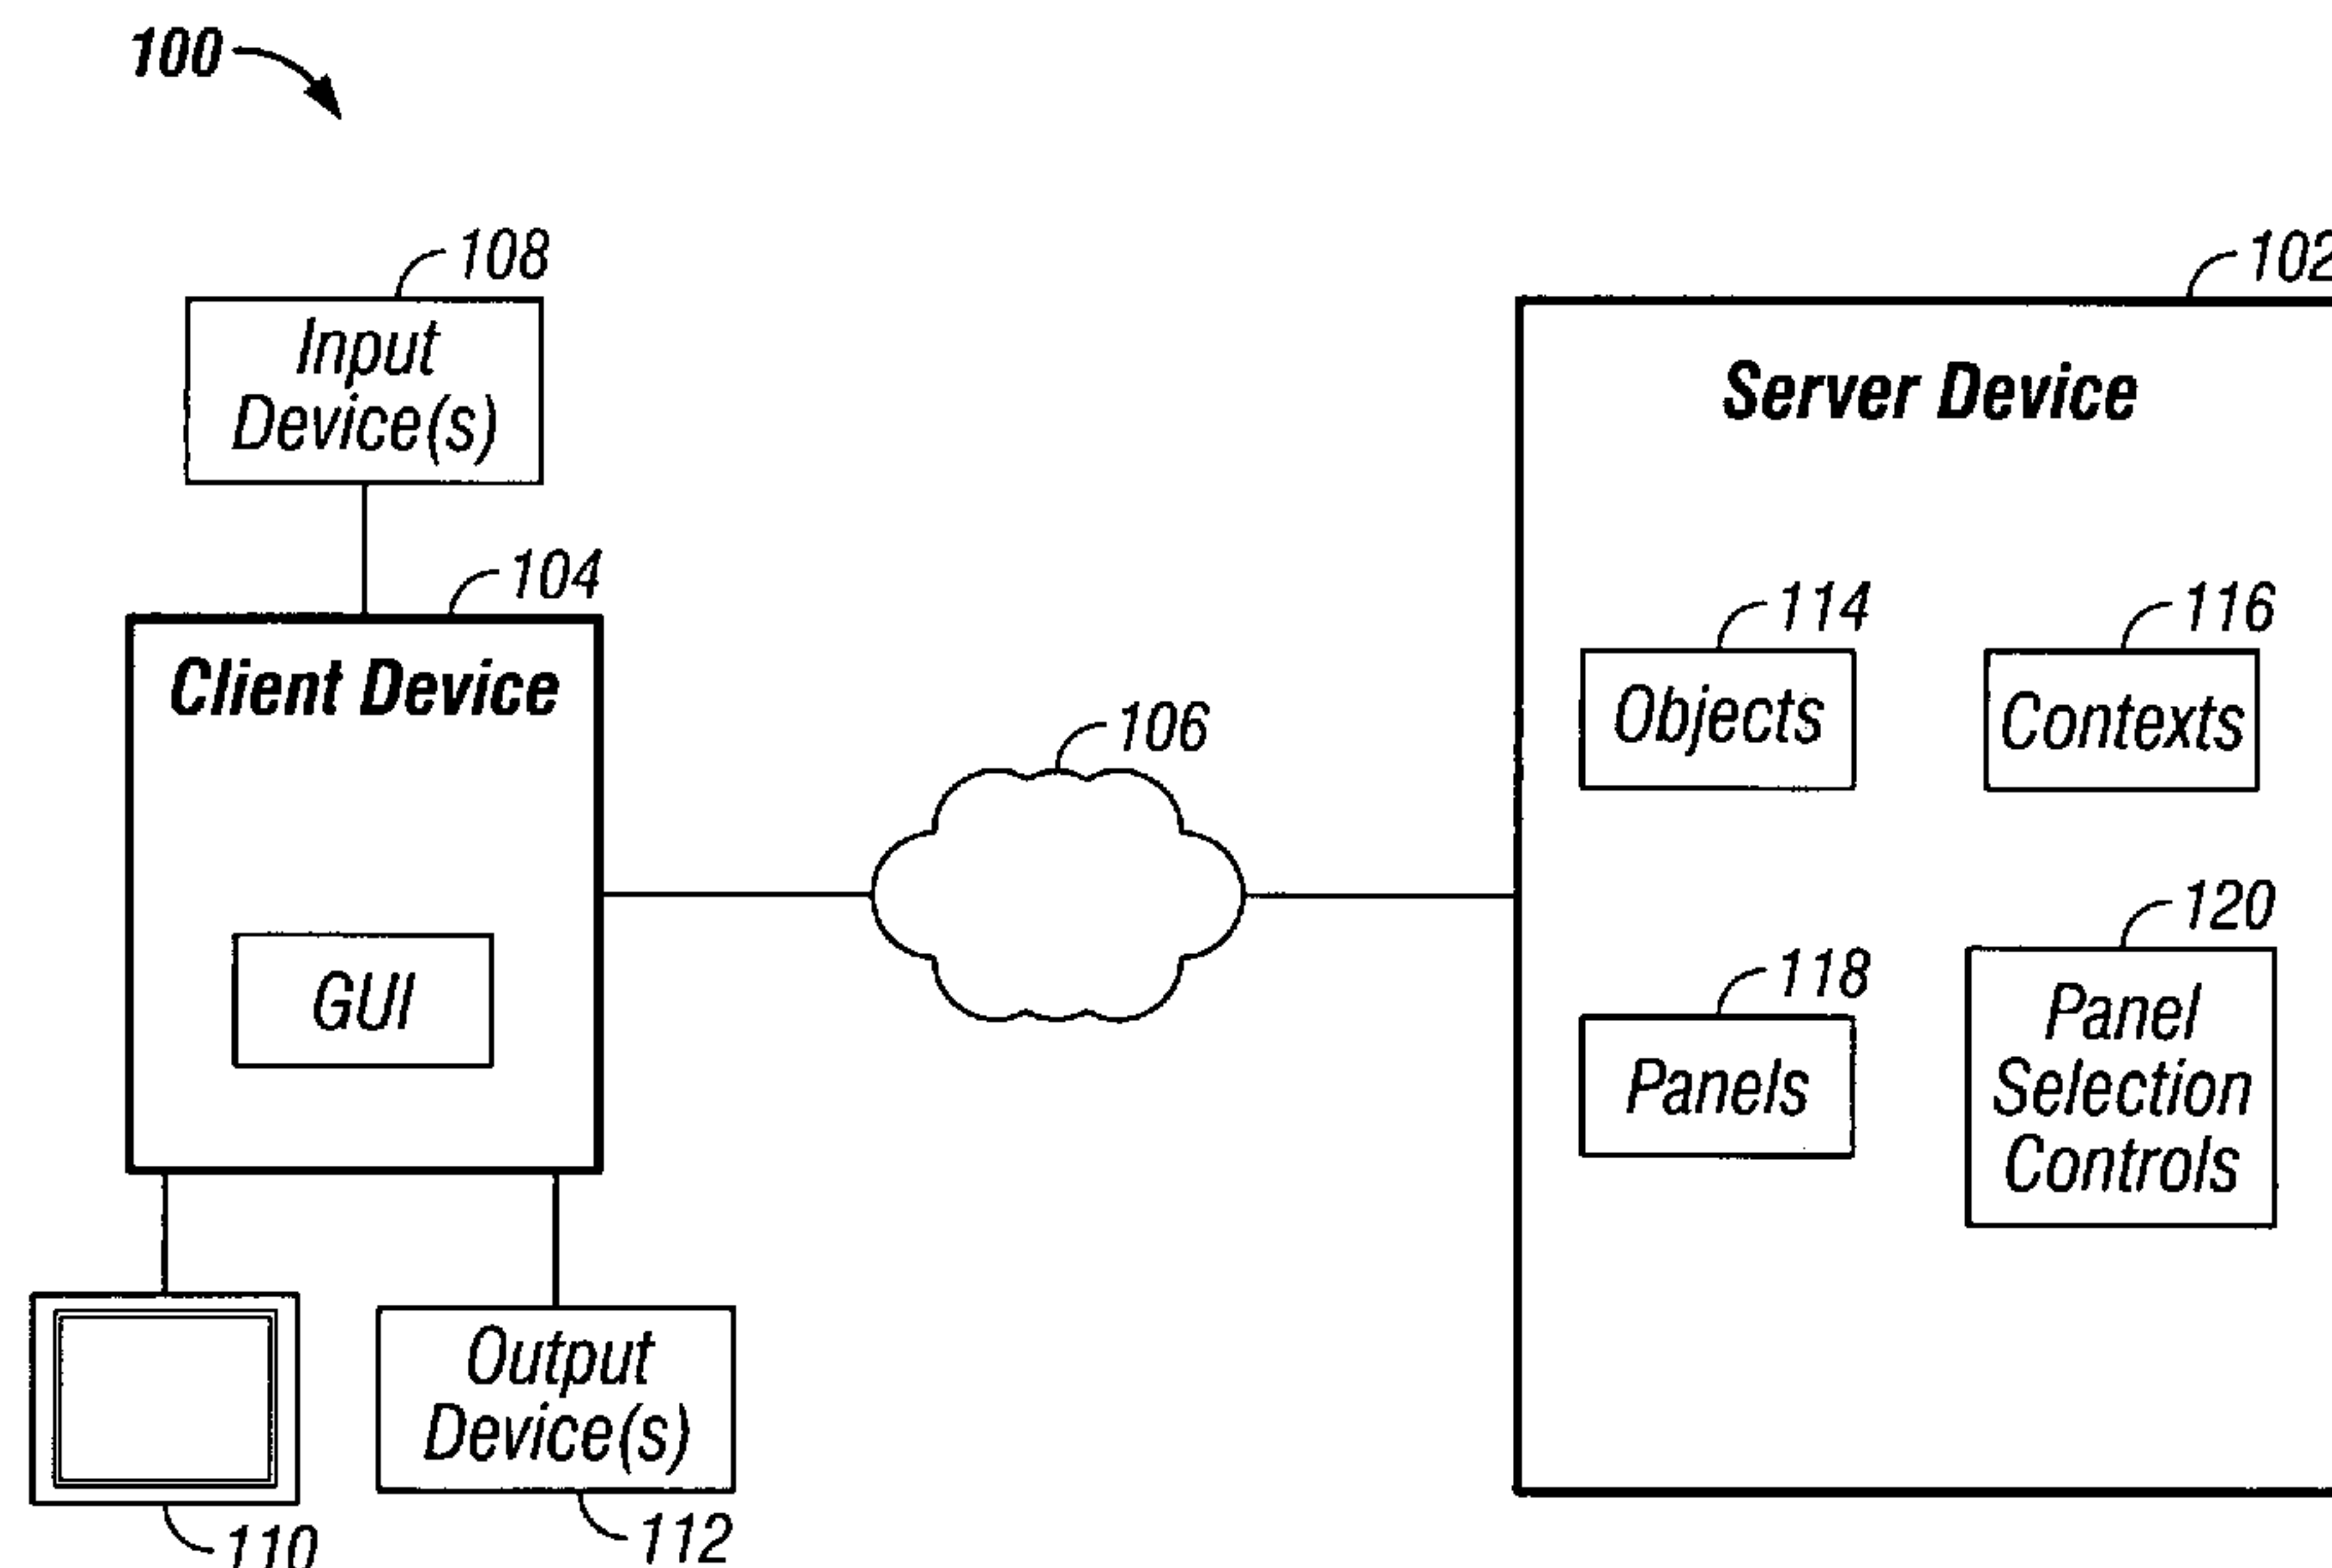 100
108
Input
Device(s)
102
Server Device
104
Client Device
GUI
106
114
Objects
116
Contexts
118
Panels
120
Panel
Selection
Controls
Output
Device(s)
110
112